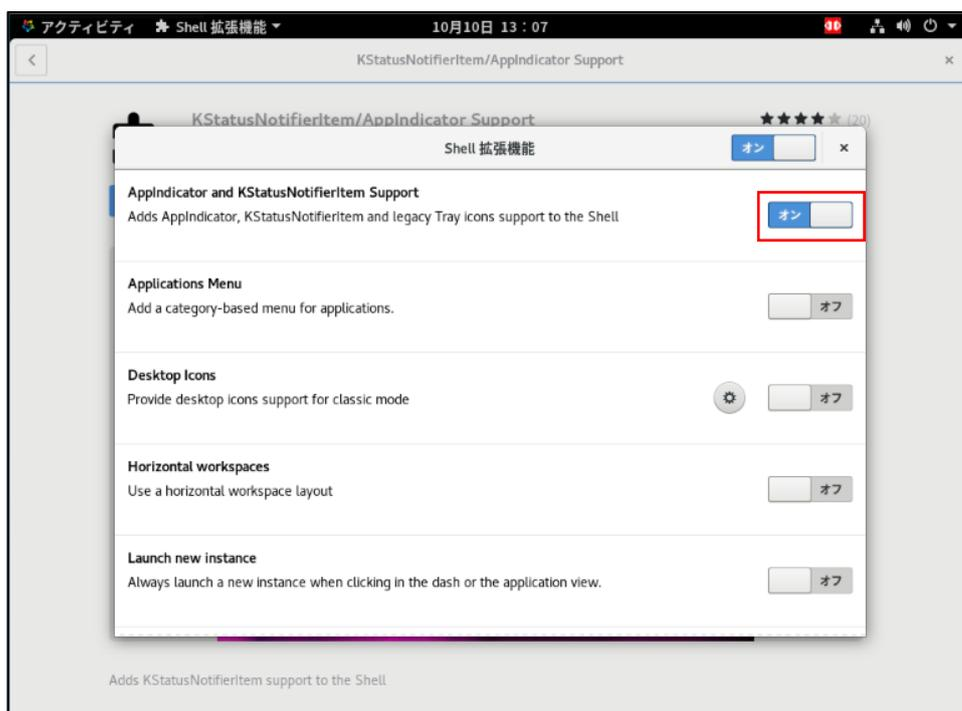 アクティビティ Shell 拡張機能 10月10日 13：07
KStatusNotifierItem/AppIndicator Support
KStatusNotifierItem/AppIndicator Support (20)
Shell 拡張機能 オン
AppIndicator and KStatusNotifierItem Support
Adds AppIndicator, KStatusNotifierItem and legacy Tray icons support to the Shell オン
Applications Menu
Add a category-based menu for applications. オフ
Desktop Icons
Provide desktop icons support for classic mode オフ
Horizontal workspaces
Use a horizontal workspace layout オフ
Launch new instance
Always launch a new instance when clicking in the dash or the application view. オフ
Adds KStatusNotifierItem support to the Shell